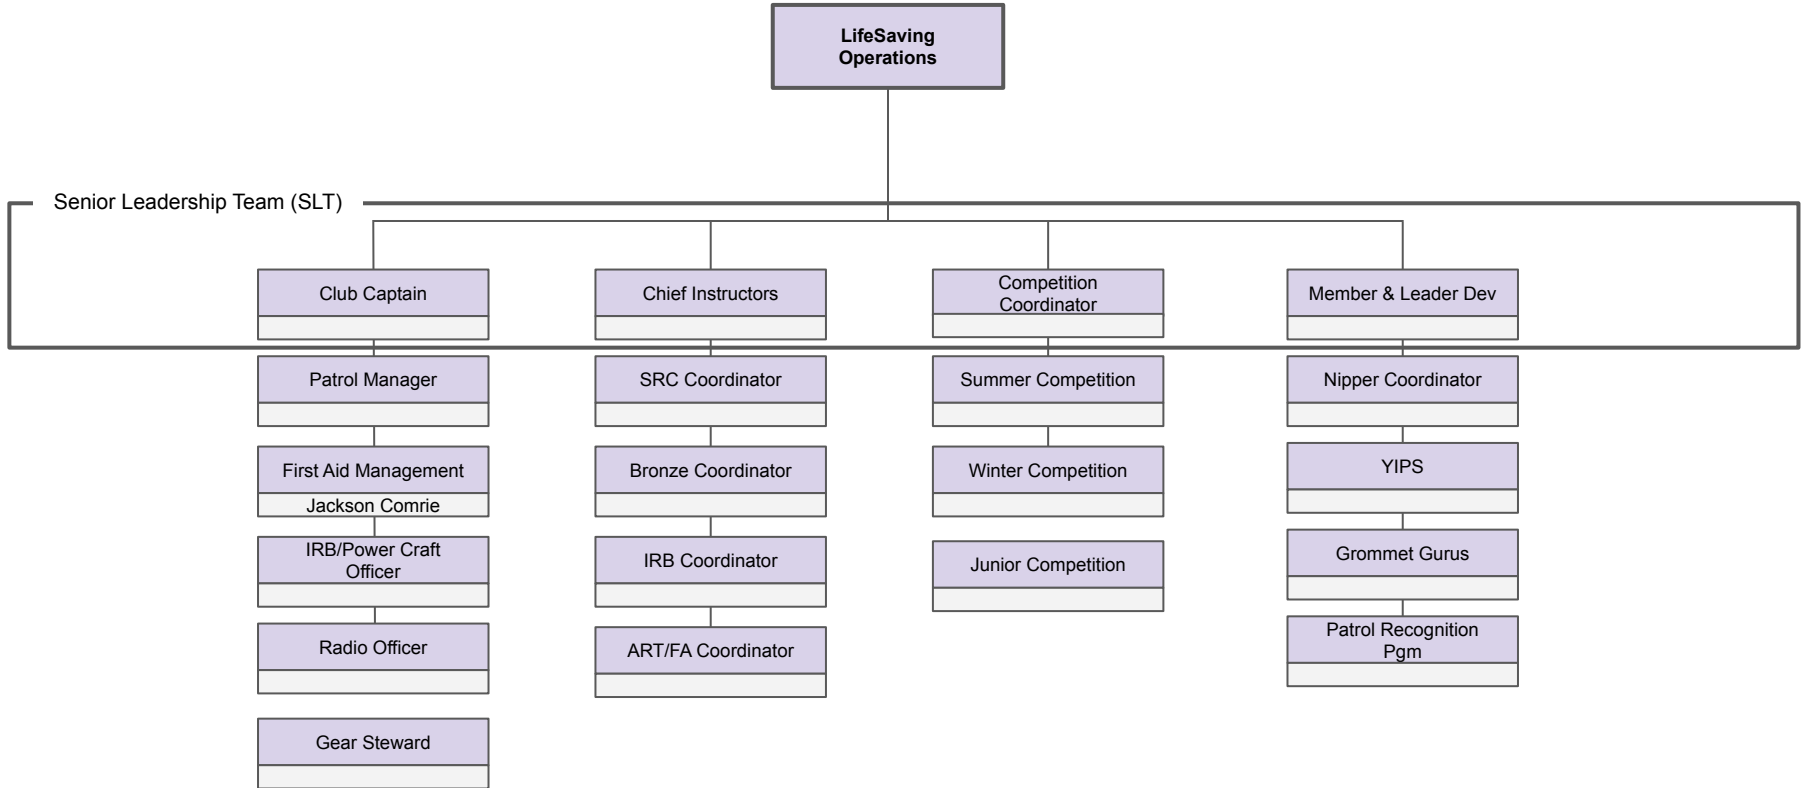 LifeSaving
Operations
Senior Leadership Team (SLT)
Club Captain
Chief Instructors
Competition
Coordinator
Member & Leader Dev
Patrol Manager
SRC Coordinator
Summer Competition
Nipper Coordinator
First Aid Management
Jackson Comrie
Bronze Coordinator
Winter Competition
YIPS
IRB/Power Craft
Officer
IRB Coordinator
Junior Competition
Grommet Gurus
Radio Officer
ART/FA Coordinator
Patrol Recognition
Pgm
Gear Steward